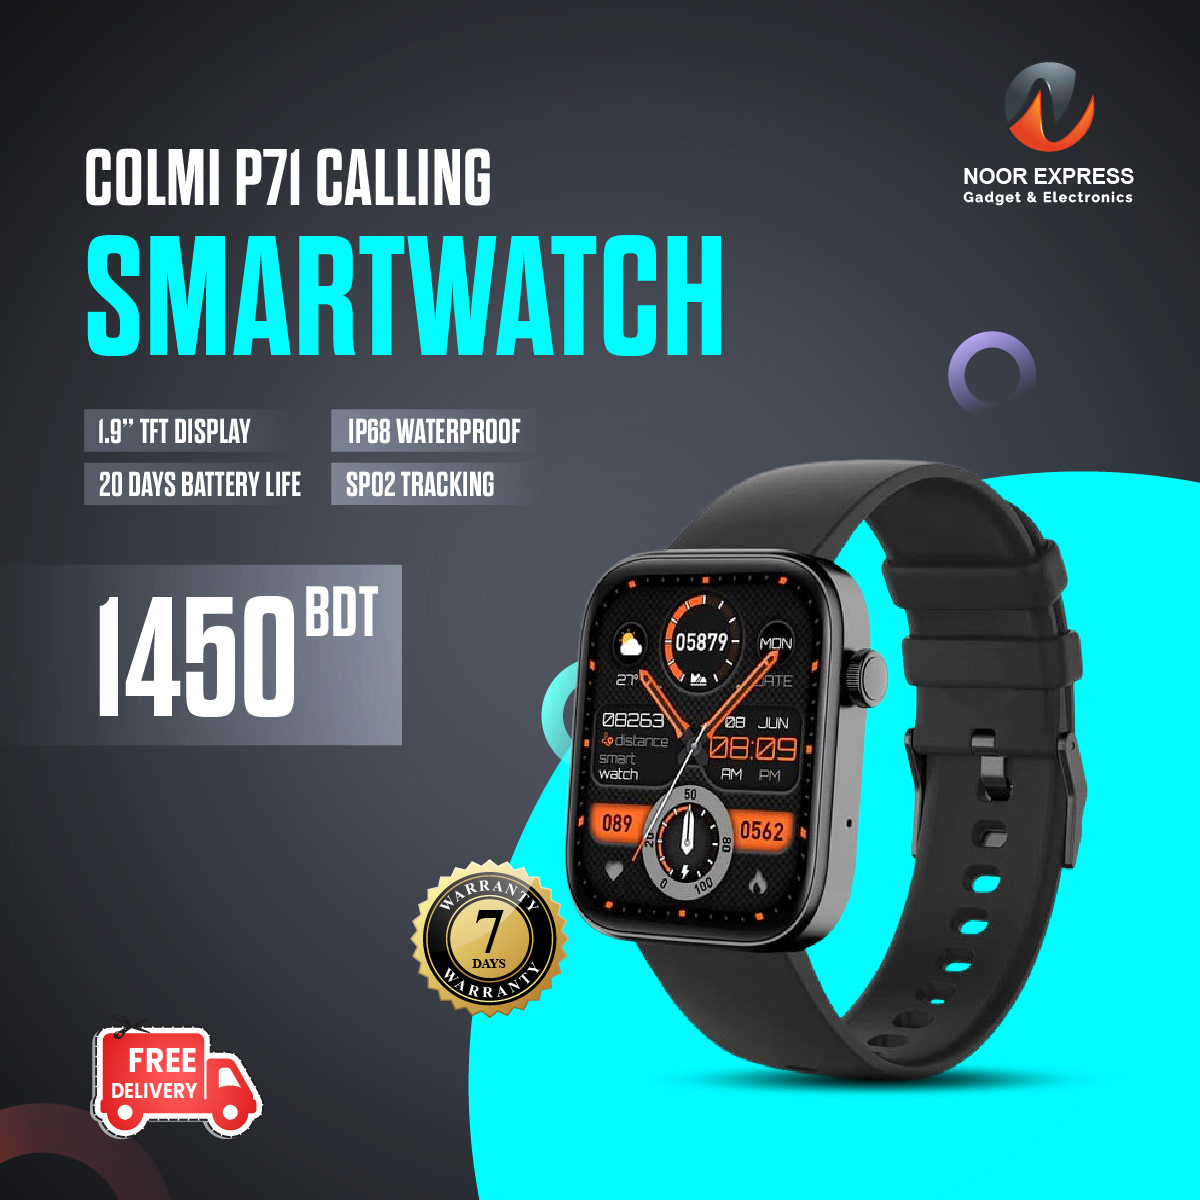 NOOR EXPRESS
Gadget & Electronics
COLMI P71 CALLING
SMARTWATCH
1.9” TFT DISPLAY
IP68 WATERPROOF
20 DAYS BATTERY LIFE
SPO2 TRACKING
1450 BDT
05879
MON
27°
DATE
08263
08 JUN
distance
08:09
smart
watch
AM PM
50
089
0562
20
80
0
100
WARRANTY
7
DAYS
WARRANTY
FREE
DELIVERY